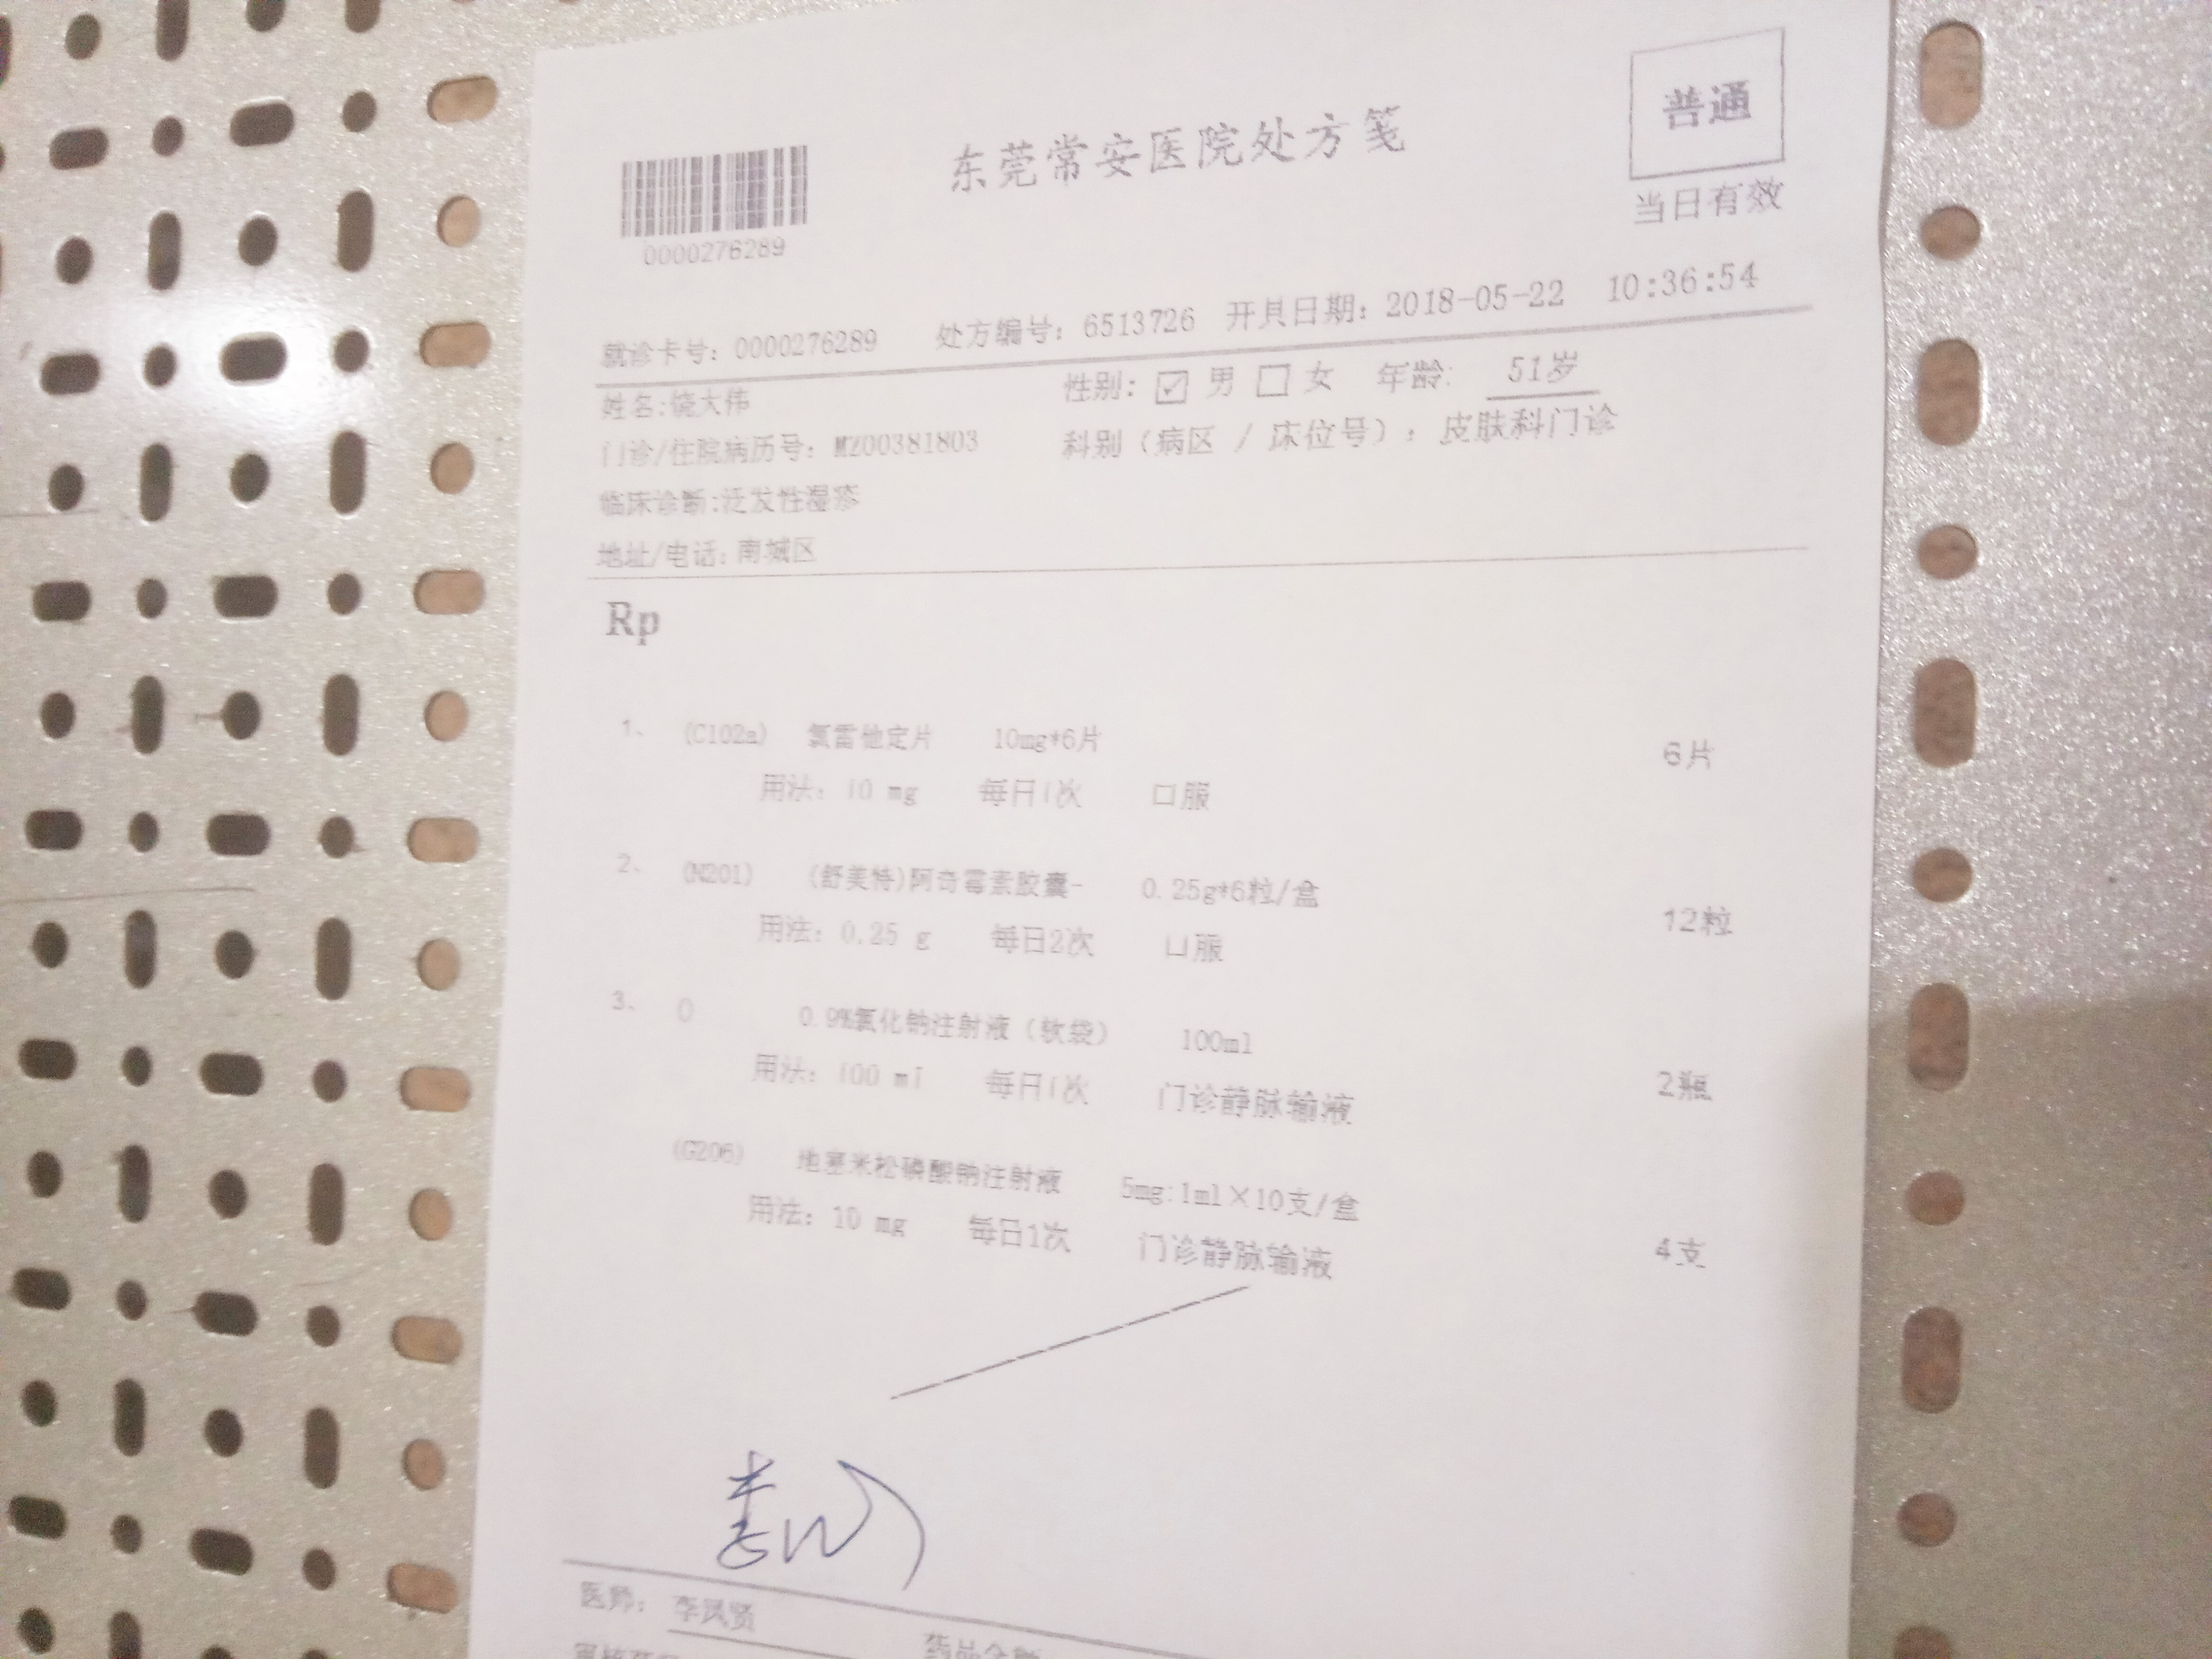 普通
东莞常安医院处方笺
当日有效
0000276289
就诊卡号：0000276289 处方编号：6513726 开具日期：2018-05-22 10:36:54
姓名:饶大伟 性别：☑ 男 □ 女 年龄: 51岁
门诊/住院病历号：MZ00381803 科别（病区 / 床位号）：皮肤科门诊
临床诊断:泛发性湿疹
地址/电话：南城区
Rp
1、 (C102a) 氯雷他定片 10mg*6片 6片
用法：10 mg 每日1次 口服
2、 (N201) (舒美特)阿奇霉素胶囊- 0.25g*6粒/盒 12粒
用法：0.25 g 每日2次 口服
3、 () 0.9%氯化钠注射液（软袋） 100ml
用法：100 ml 每日1次 门诊静脉输液 2瓶
(G206) 地塞米松磷酸钠注射液 5mg:1ml×10支/盒
用法：10 mg 每日1次 门诊静脉输液 4支
医师：李凤贤 药品金额